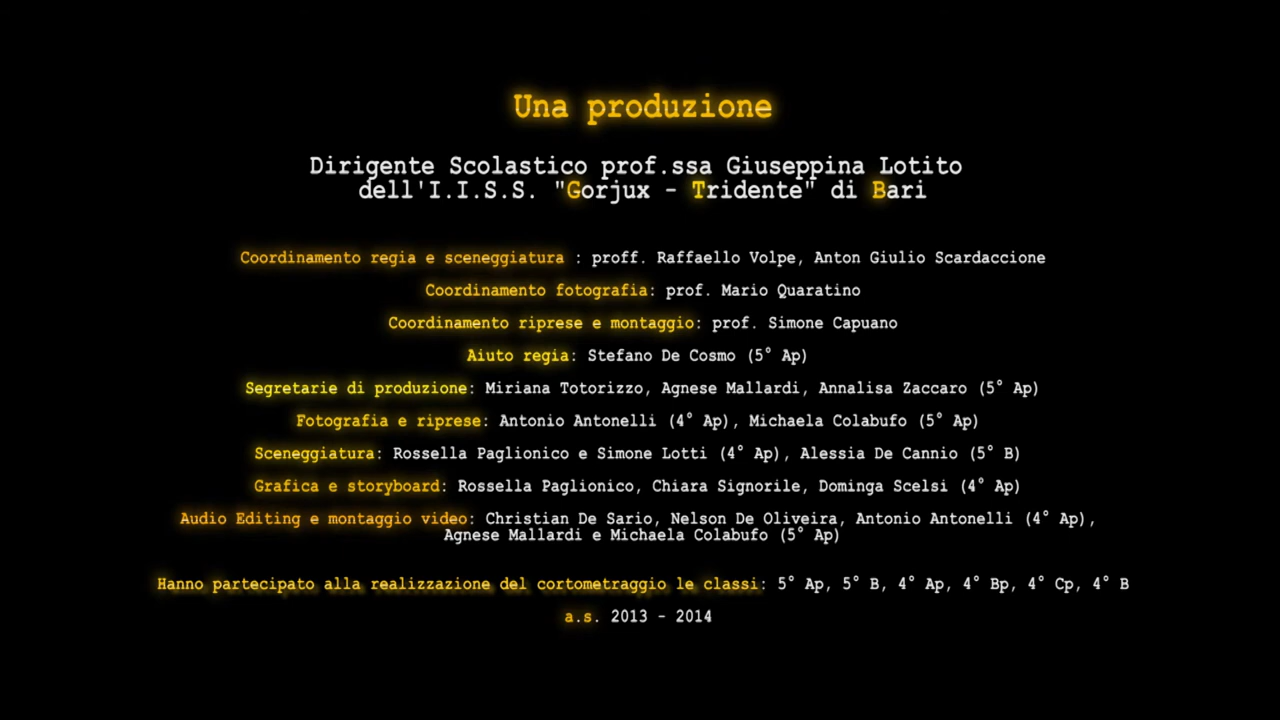 Una produzione
Dirigente Scolastico prof.ssa Giuseppina Lotito
dell'I.I.S.S. "Gorjux - Tridente" di Bari
Coordinamento regia e sceneggiatura : proff. Raffaello Volpe, Anton Giulio Scardaccione
Coordinamento fotografia: prof. Mario Quaratino
Coordinamento riprese e montaggio: prof. Simone Capuano
Aiuto regia: Stefano De Cosmo (5° Ap)
Segretarie di produzione: Miriana Totorizzo, Agnese Mallardi, Annalisa Zaccaro (5° Ap)
Fotografia e riprese: Antonio Antonelli (4° Ap), Michaela Colabufo (5° Ap)
Sceneggiatura: Rossella Paglionico e Simone Lotti (4° Ap), Alessia De Cannio (5° B)
Grafica e storyboard: Rossella Paglionico, Chiara Signorile, Dominga Scelsi (4° Ap)
Audio Editing e montaggio video: Christian De Sario, Nelson De Oliveira, Antonio Antonelli (4° Ap),
Agnese Mallardi e Michaela Colabufo (5° Ap)
Hanno partecipato alla realizzazione del cortometraggio le classi: 5° Ap, 5° B, 4° Ap, 4° Bp, 4° Cp, 4° B
a.s. 2013 - 2014